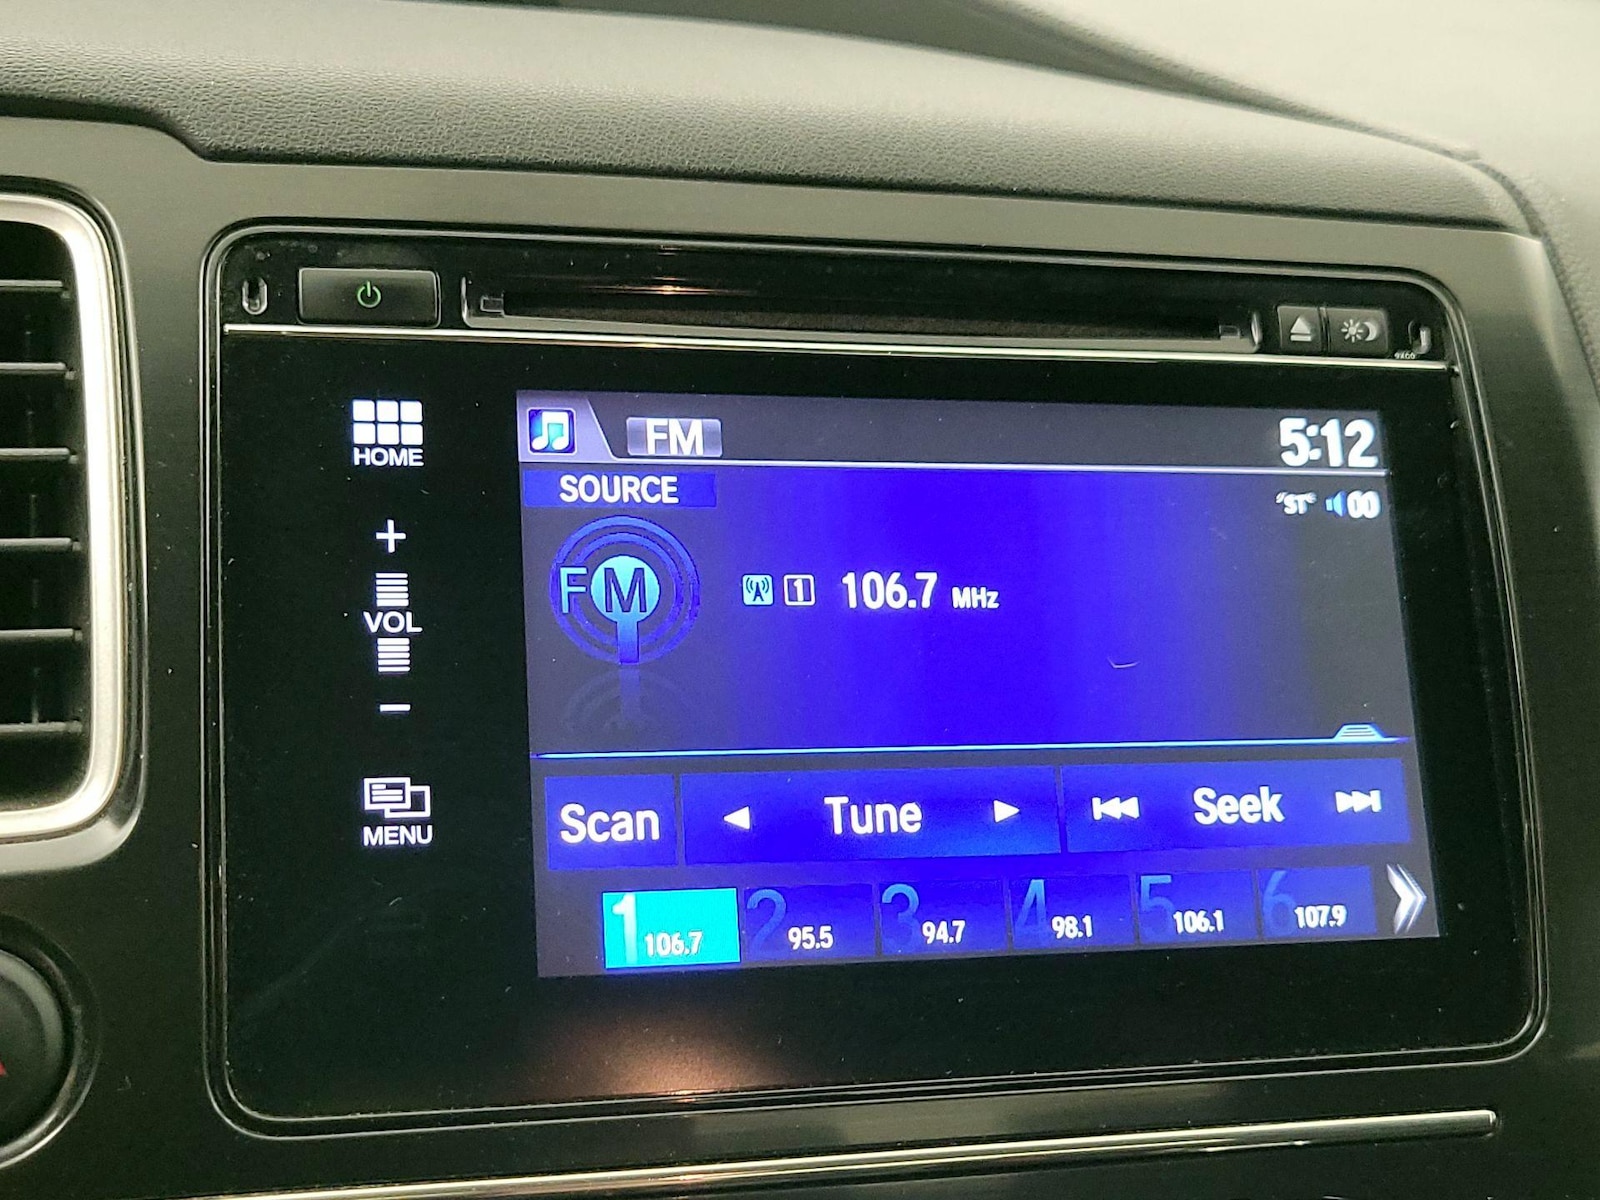 FM
5:12
HOME
SOURCE
ST 00
+
VOL
-
FM
1 106.7 MHz
MENU
Scan
Tune
Seek
1 106.7
2 95.5
3 94.7
4 98.1
5 106.1
6 107.9